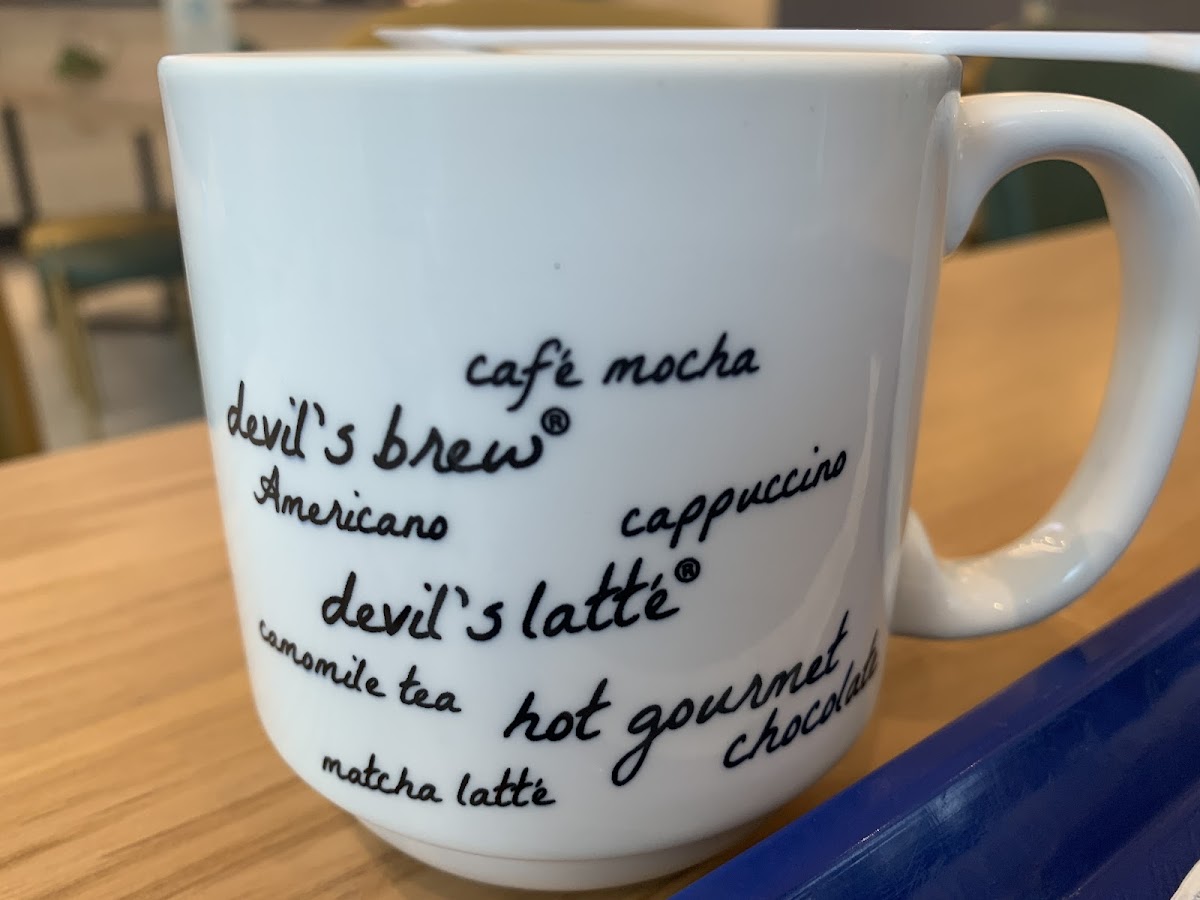 café mocha
devil's brew®
Americano
cappuccino
devil's latté®
camomile tea
hot gourmet
chocolate
matcha latté